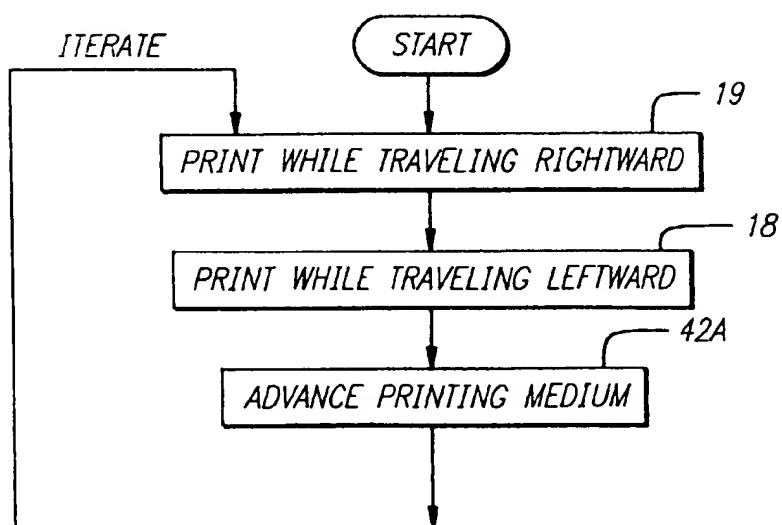 ITERATE
START
19
PRINT WHILE TRAVELING RIGHTWARD
18
PRINT WHILE TRAVELING LEFTWARD
42A
ADVANCE PRINTING MEDIUM